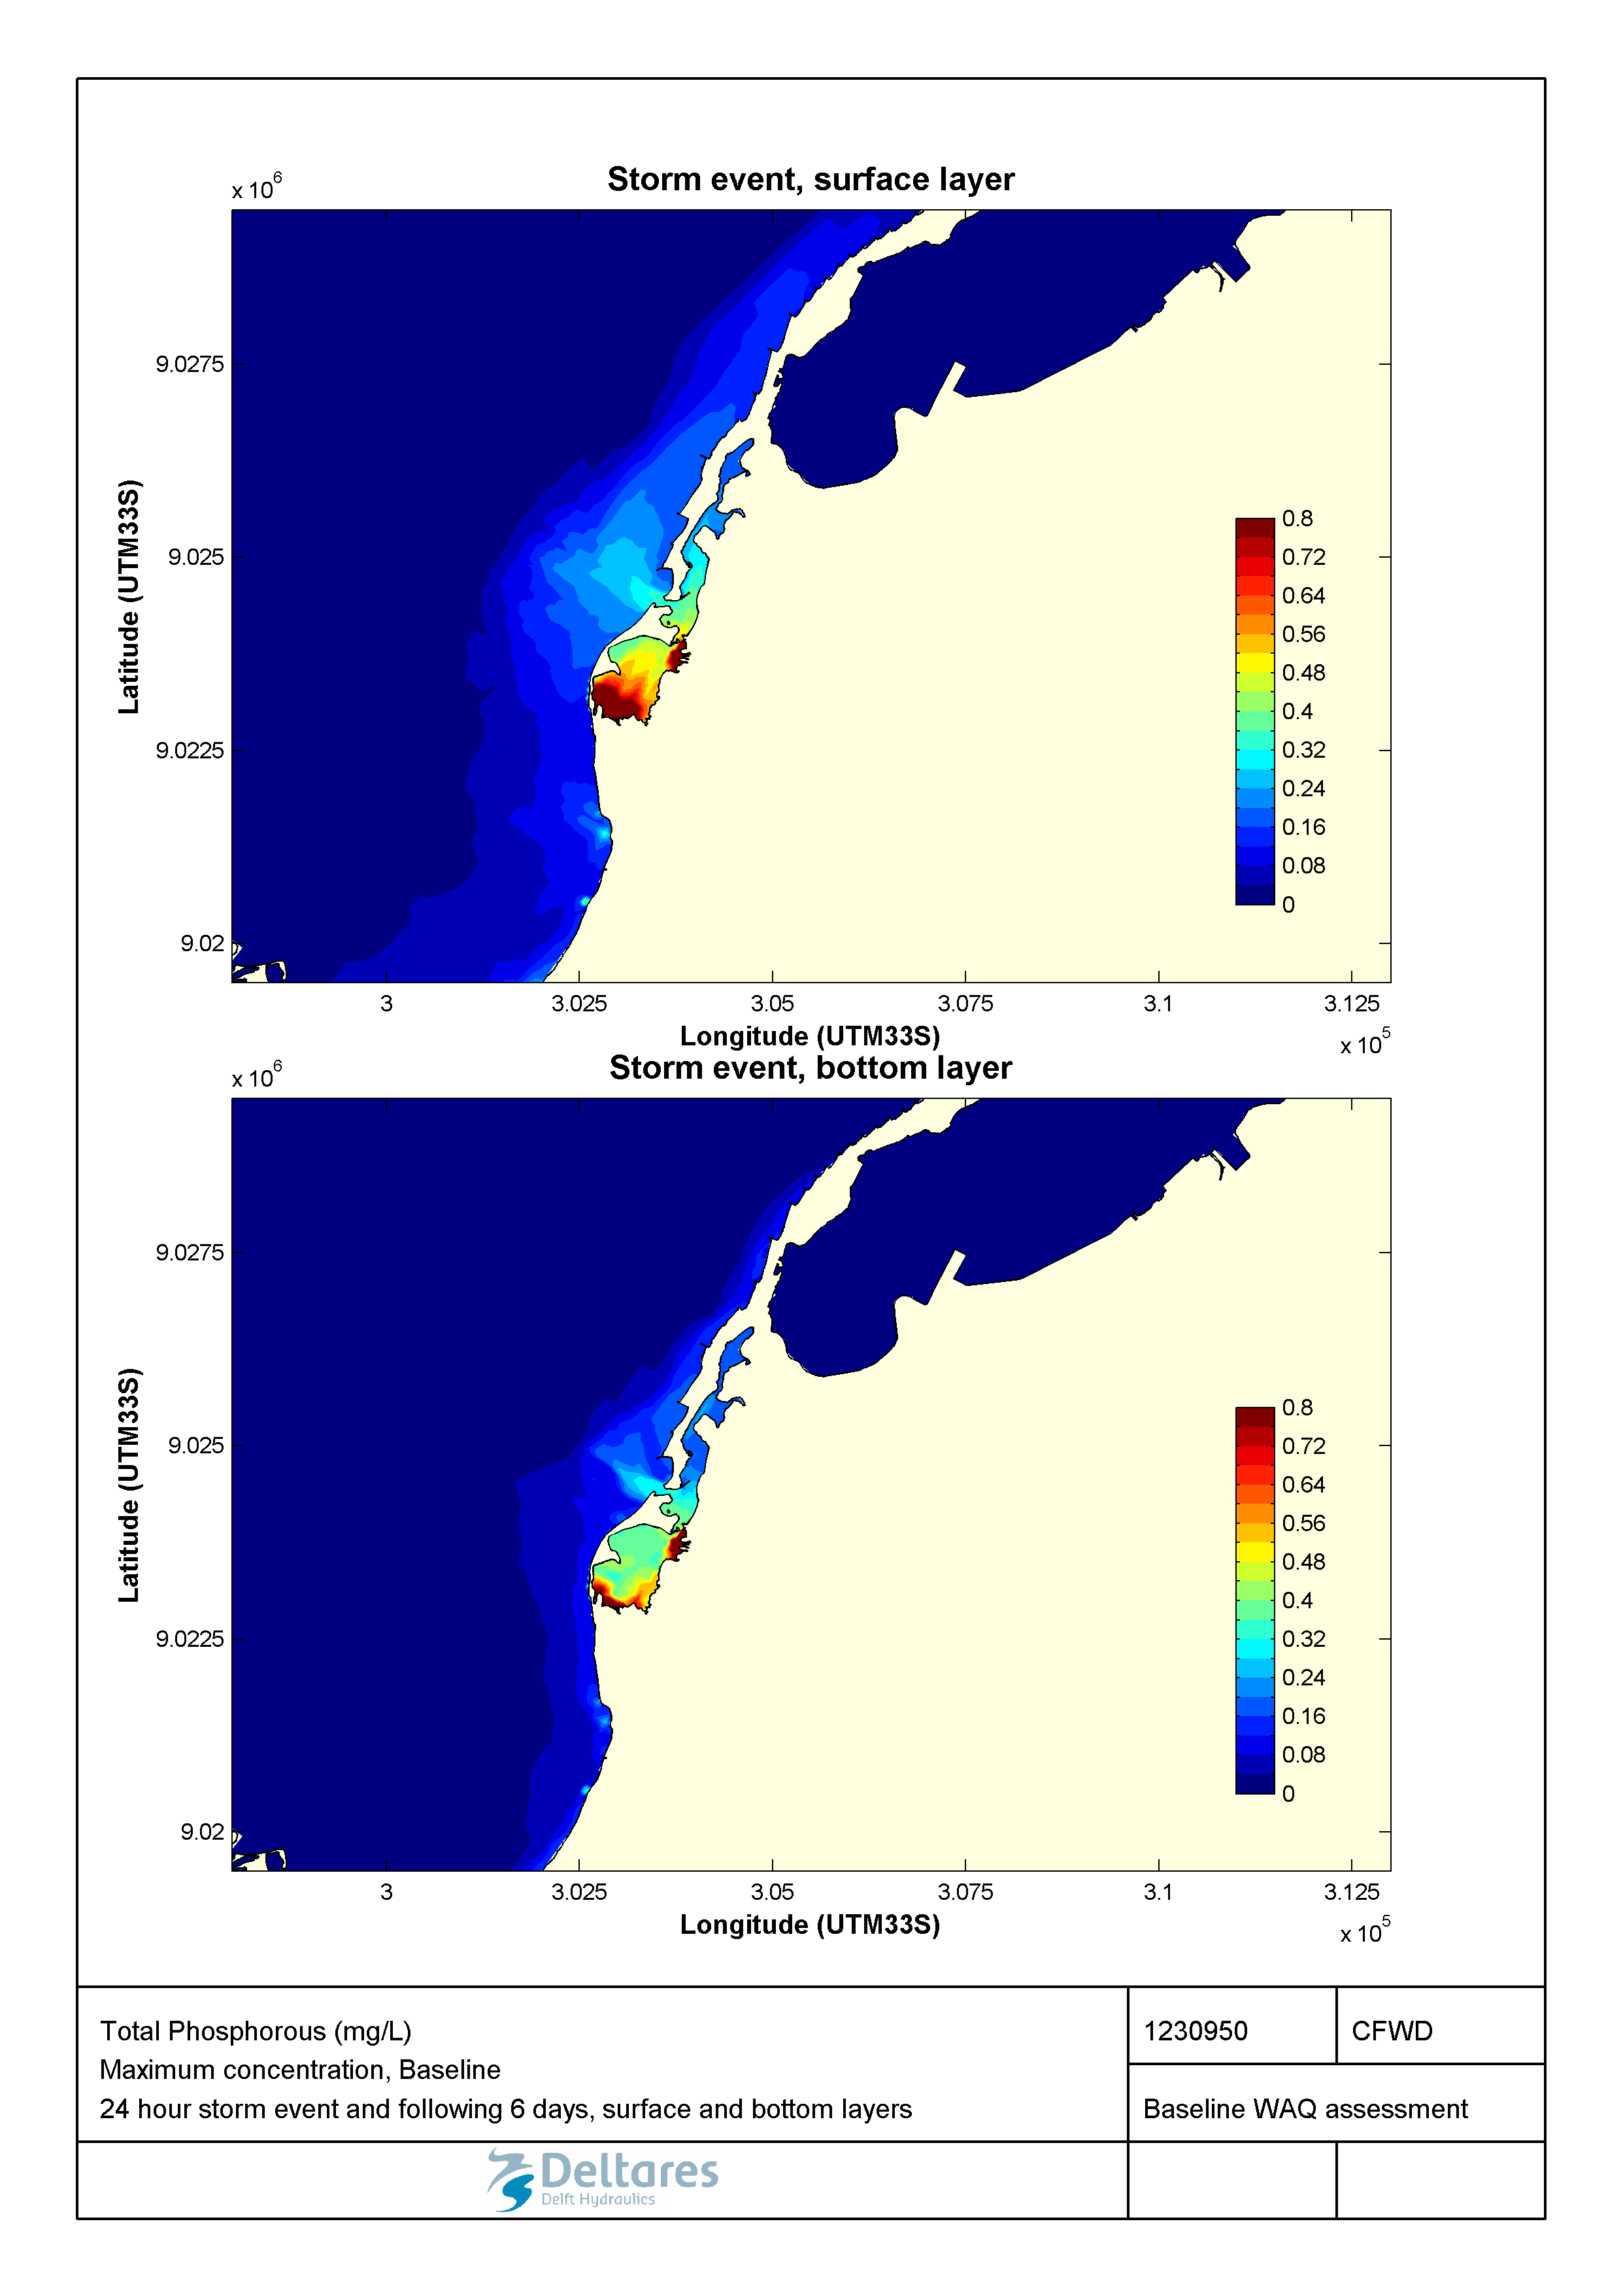 Storm event, surface layer
x 10^6
9.0275
9.025
9.0225
9.02
Latitude (UTM33S)
0.8
0.72
0.64
0.56
0.48
0.4
0.32
0.24
0.16
0.08
0
3 3.025 3.05 3.075 3.1 3.125
Longitude (UTM33S)
x 10^5
Storm event, bottom layer
x 10^6
9.0275
9.025
9.0225
9.02
Latitude (UTM33S)
0.8
0.72
0.64
0.56
0.48
0.4
0.32
0.24
0.16
0.08
0
3 3.025 3.05 3.075 3.1 3.125
Longitude (UTM33S)
x 10^5
Total Phosphorous (mg/L)
Maximum concentration, Baseline
24 hour storm event and following 6 days, surface and bottom layers
1230950
CFWD
Baseline WAQ assessment
Deltares
Delft Hydraulics